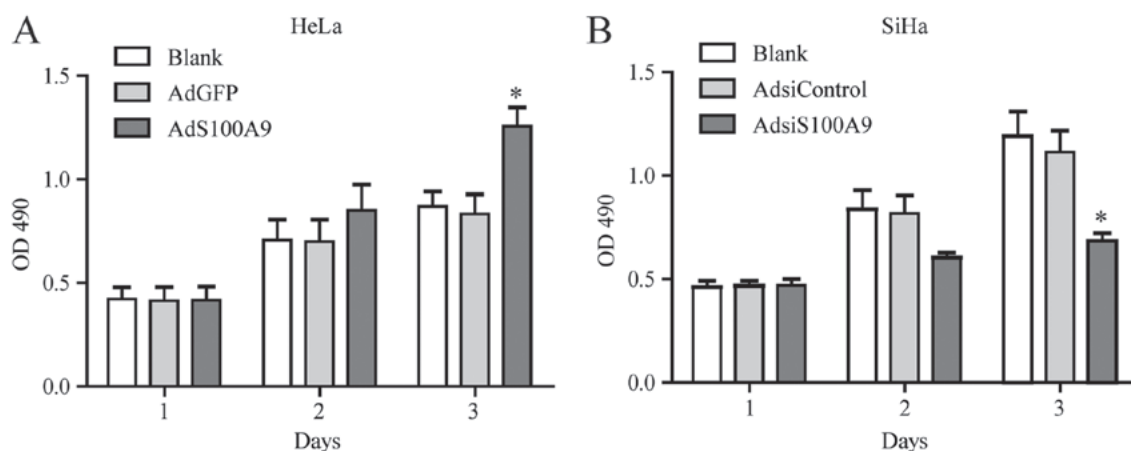 A
HeLa
Blank
AdGFP
AdS100A9
*
1.5
1.0
0.5
0.0
OD 490
1
2
3
Days
B
SiHa
Blank
AdsiControl
AdsiS100A9
*
1.5
1.0
0.5
0.0
OD 490
1
2
3
Days